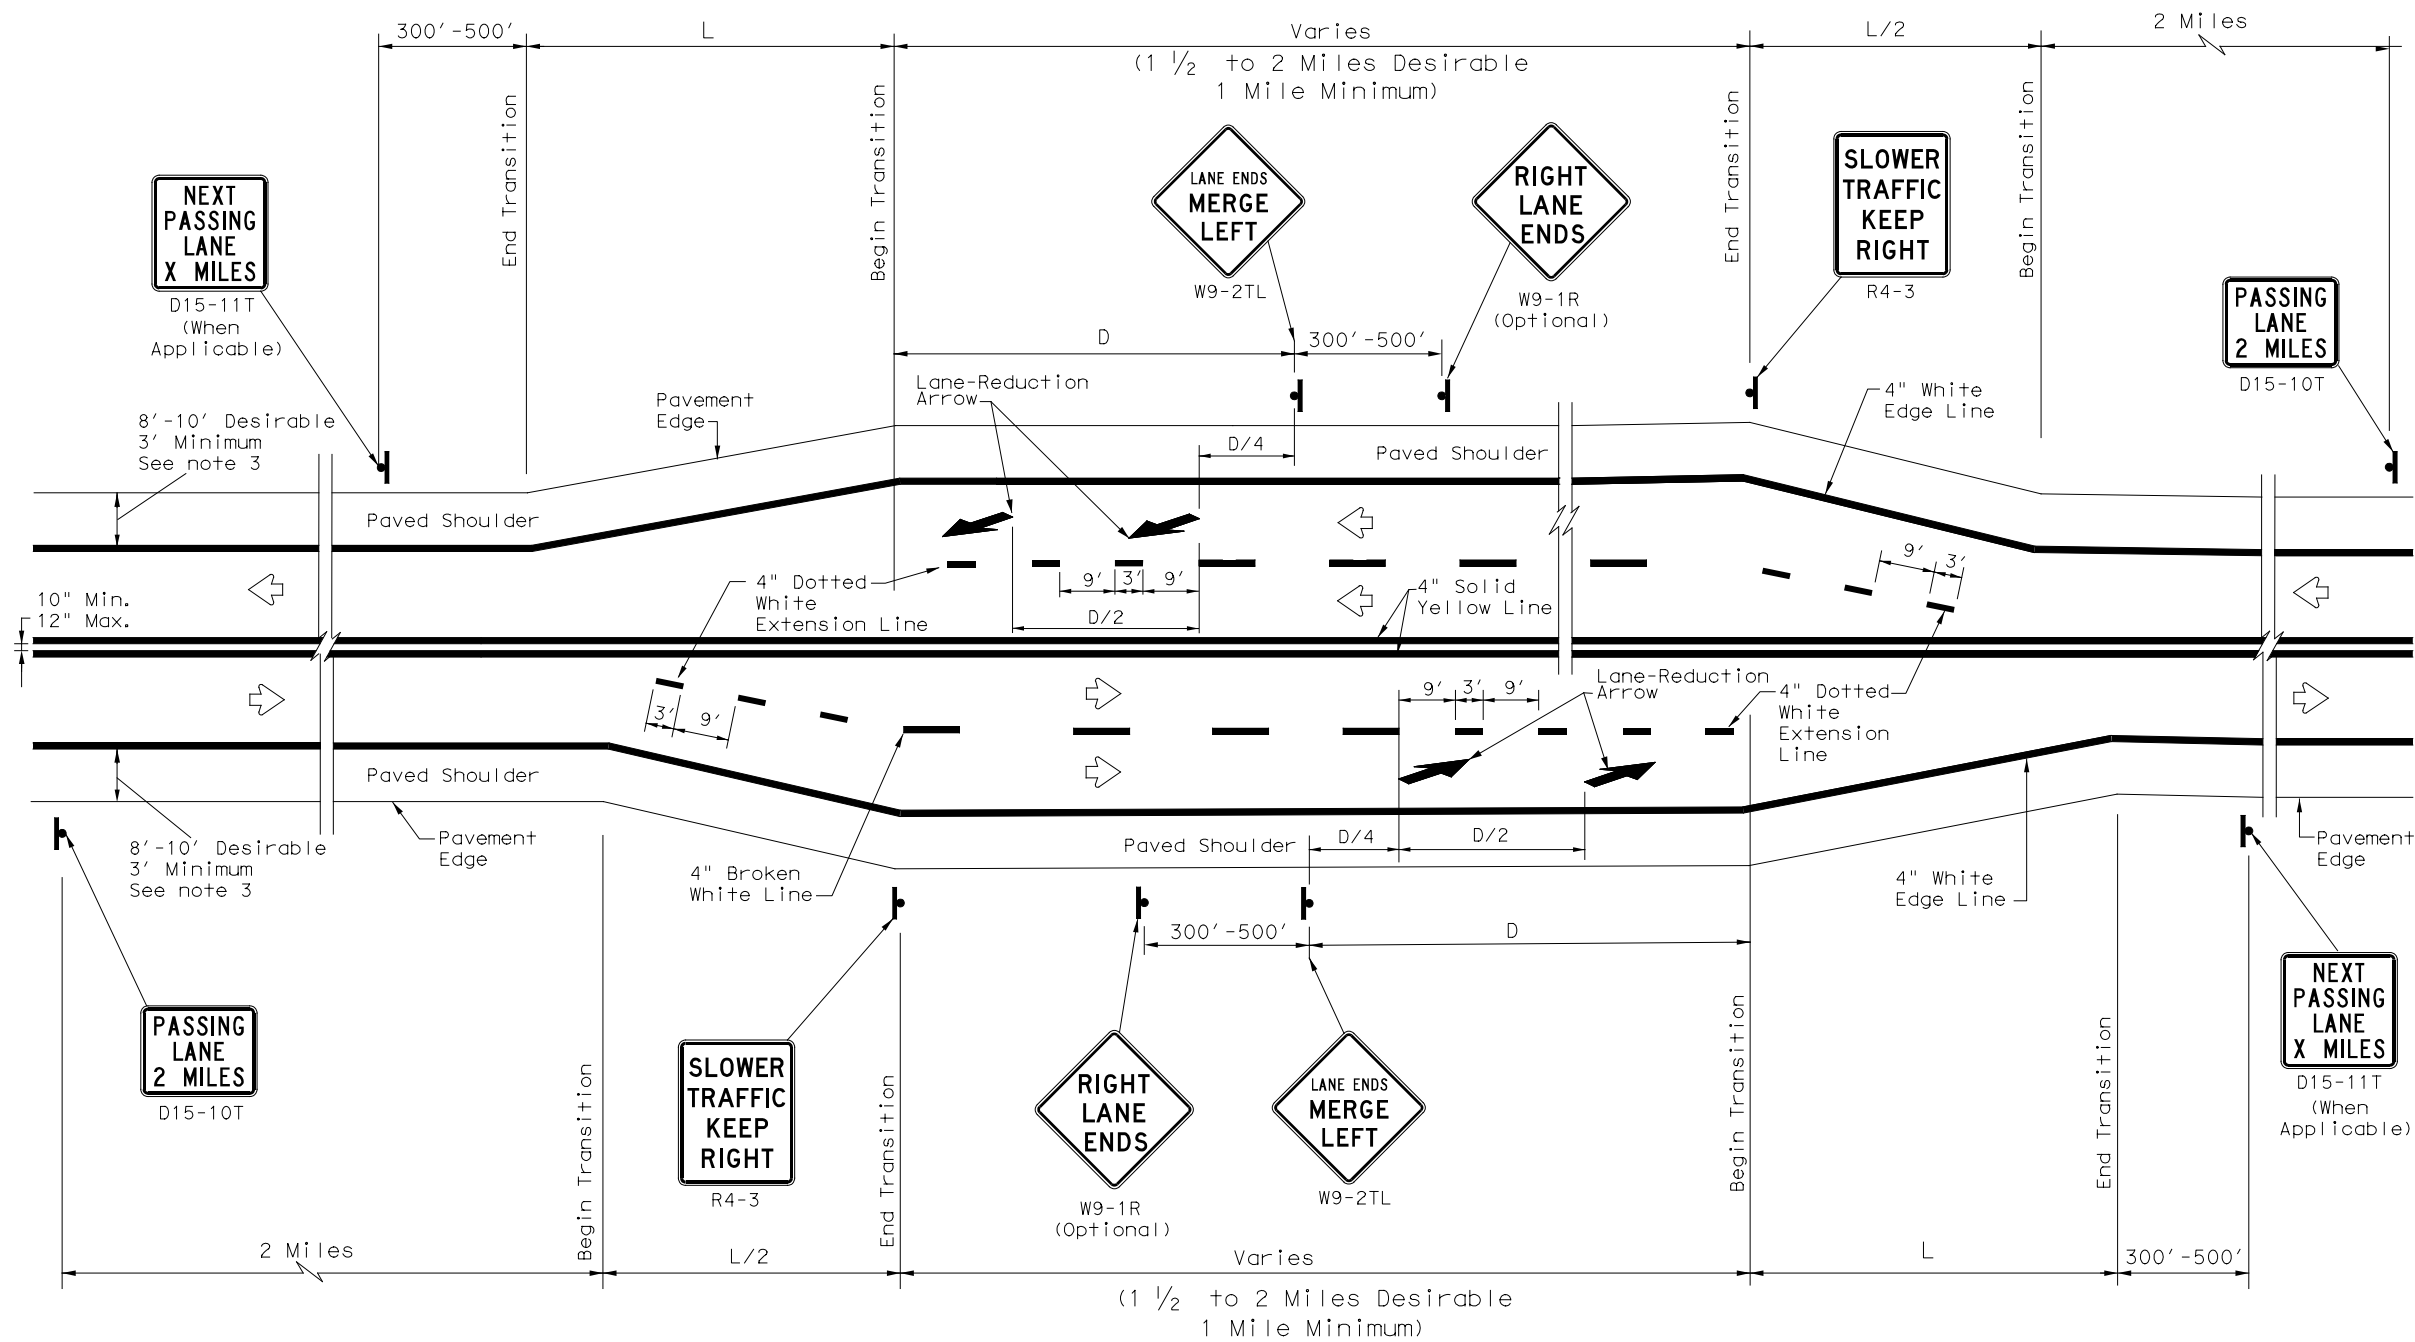 300'-500'
L
Varies
(1 1/2 to 2 Miles Desirable
1 Mile Minimum)
L/2
2 Miles
End Transition
Begin Transition
End Transition
Begin Transition
NEXT
PASSING
LANE
X MILES
D15-11T
(When
Applicable)
LANE ENDS
MERGE
LEFT
W9-2TL
RIGHT
LANE
ENDS
W9-1R
(Optional)
SLOWER
TRAFFIC
KEEP
RIGHT
R4-3
PASSING
LANE
2 MILES
D15-10T
D
300'-500'
Lane-Reduction
Arrow
Pavement
Edge
4" White
Edge Line
8'-10' Desirable
3' Minimum
See note 3
D/4
Paved Shoulder
Paved Shoulder
9'
3'
9'
3'
9'
4" Dotted
White
Extension Line
4" Solid
Yellow Line
10" Min.
12" Max.
D/2
Lane-Reduction
Arrow
9'
3'
9'
4" Dotted
White
Extension
Line
3'
9'
Paved Shoulder
8'-10' Desirable
3' Minimum
See note 3
Pavement
Edge
4" Broken
White Line
Paved Shoulder
D/4
D/2
Pavement
Edge
4" White
Edge Line
300'-500'
D
PASSING
LANE
2 MILES
D15-10T
SLOWER
TRAFFIC
KEEP
RIGHT
R4-3
RIGHT
LANE
ENDS
W9-1R
(Optional)
LANE ENDS
MERGE
LEFT
W9-2TL
NEXT
PASSING
LANE
X MILES
D15-11T
(When
Applicable)
Begin Transition
End Transition
Begin Transition
End Transition
2 Miles
L/2
Varies
(1 1/2 to 2 Miles Desirable
1 Mile Minimum)
L
300'-500'